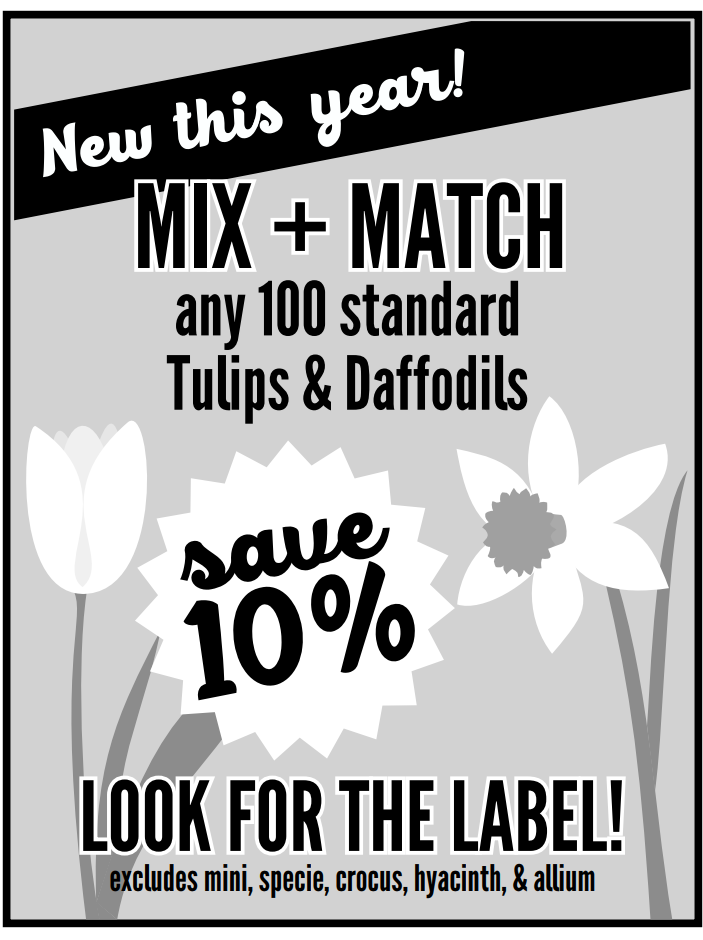 New this year!
MIX + MATCH
any 100 standard
Tulips & Daffodils
save
10%
LOOK FOR THE LABEL!
excludes mini, specie, crocus, hyacinth, & allium